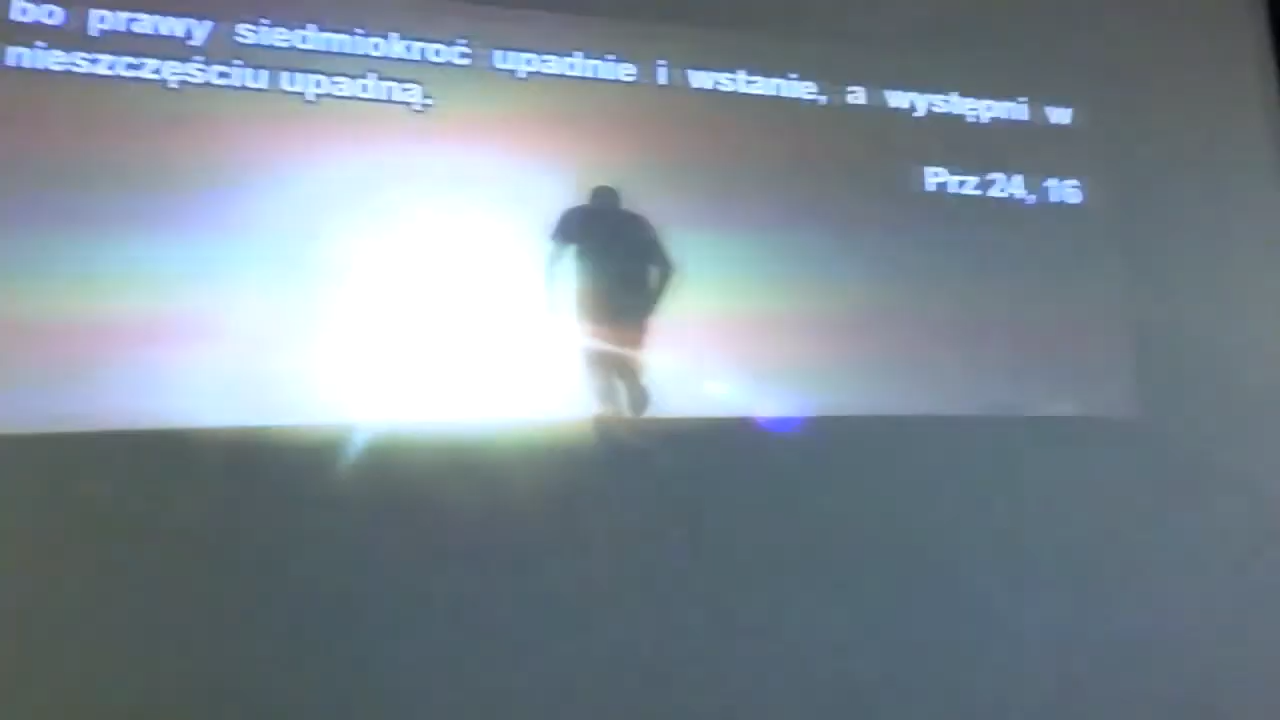 bo prawy siedmiokroć upadnie i wstanie, a występni w
nieszczęściu upadną.
Prz 24, 16